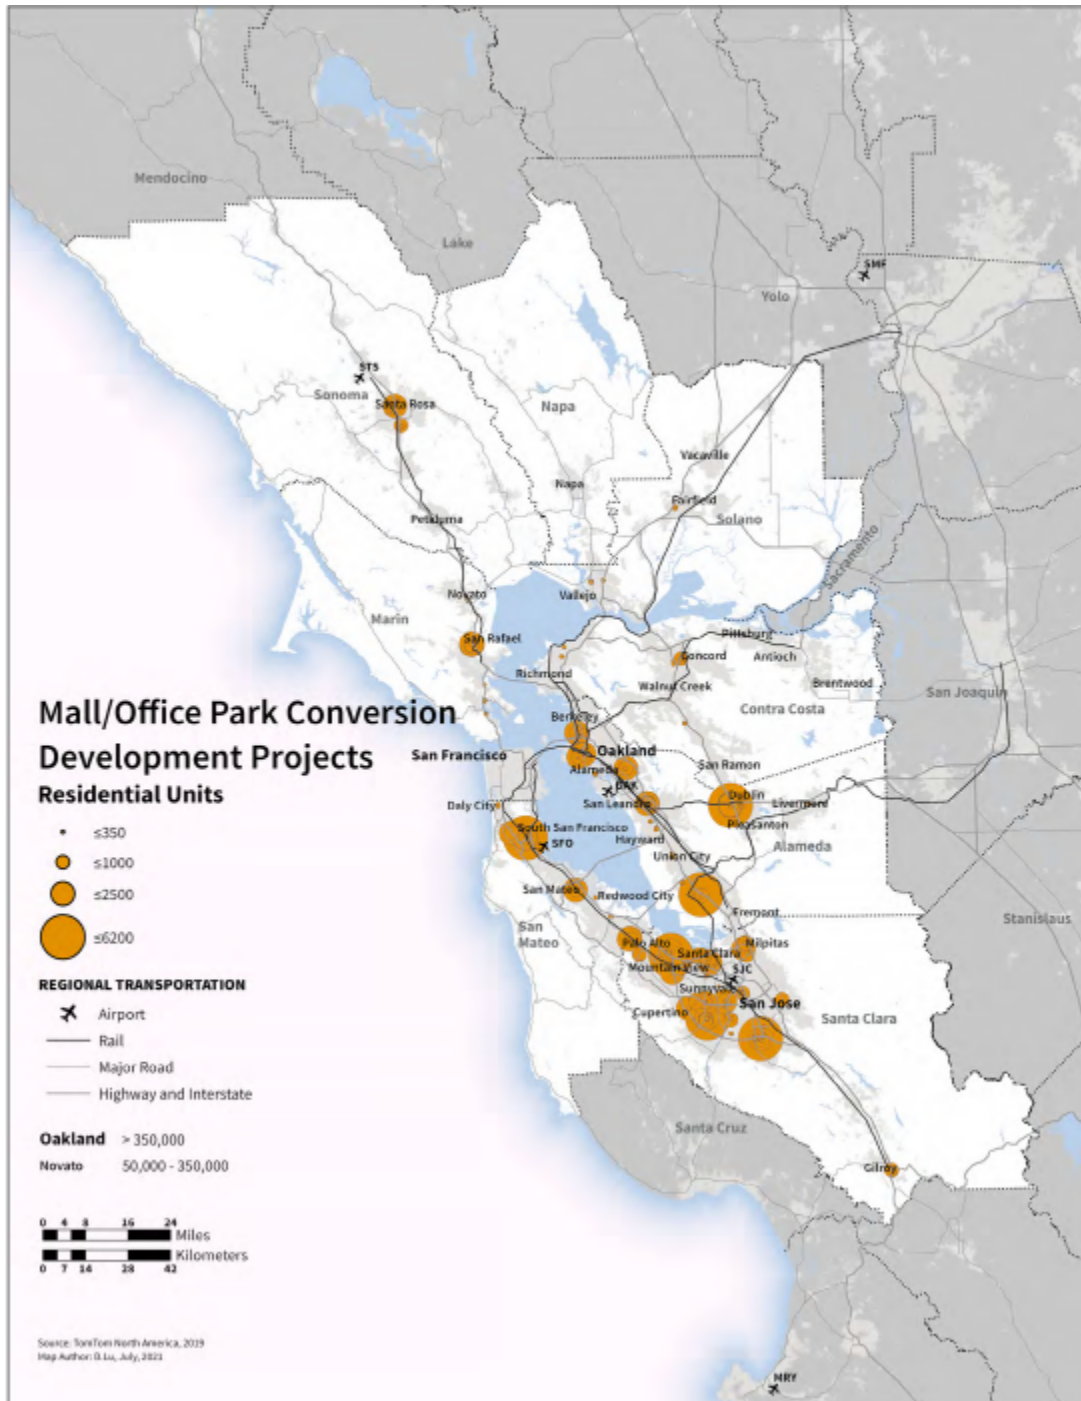 SMF
Mendocino
Lake
Yolo
STS
Sonoma
Santa Rosa
Napa
Vacaville
Napa
Fairfield
Solano
Petaluma
Sacramento
Novato
Vallejo
Marin
San Rafael
Pittsburg
Concord
Antioch
Richmond
Walnut Creek
Brentwood
San Joaquin
Contra Costa
Berkeley
Mall/Office Park Conversion
Development Projects
Residential Units
≤350
≤1000
≤2500
≤6200
San Francisco
Oakland
Alameda
San Ramon
OAK
San Leandro
Dublin
Livermore
Daly City
Pleasanton
South San Francisco
SFO
Hayward
Alameda
Union City
San Mateo
Redwood City
Fremont
Stanislaus
San
Mateo
Palo Alto
Milpitas
Santa Clara
Mountain View
SJC
Sunnyvale
San Jose
Cupertino
Santa Clara
Santa Cruz
Gilroy
MRY
REGIONAL TRANSPORTATION
Airport
Rail
Major Road
Highway and Interstate
Oakland > 350,000
Novato 50,000 - 350,000
0 4 8 16 24
Miles
Kilometers
0 7 14 28 42
Source: TomTom North America, 2019
Map Author: B.Lu, July, 2021